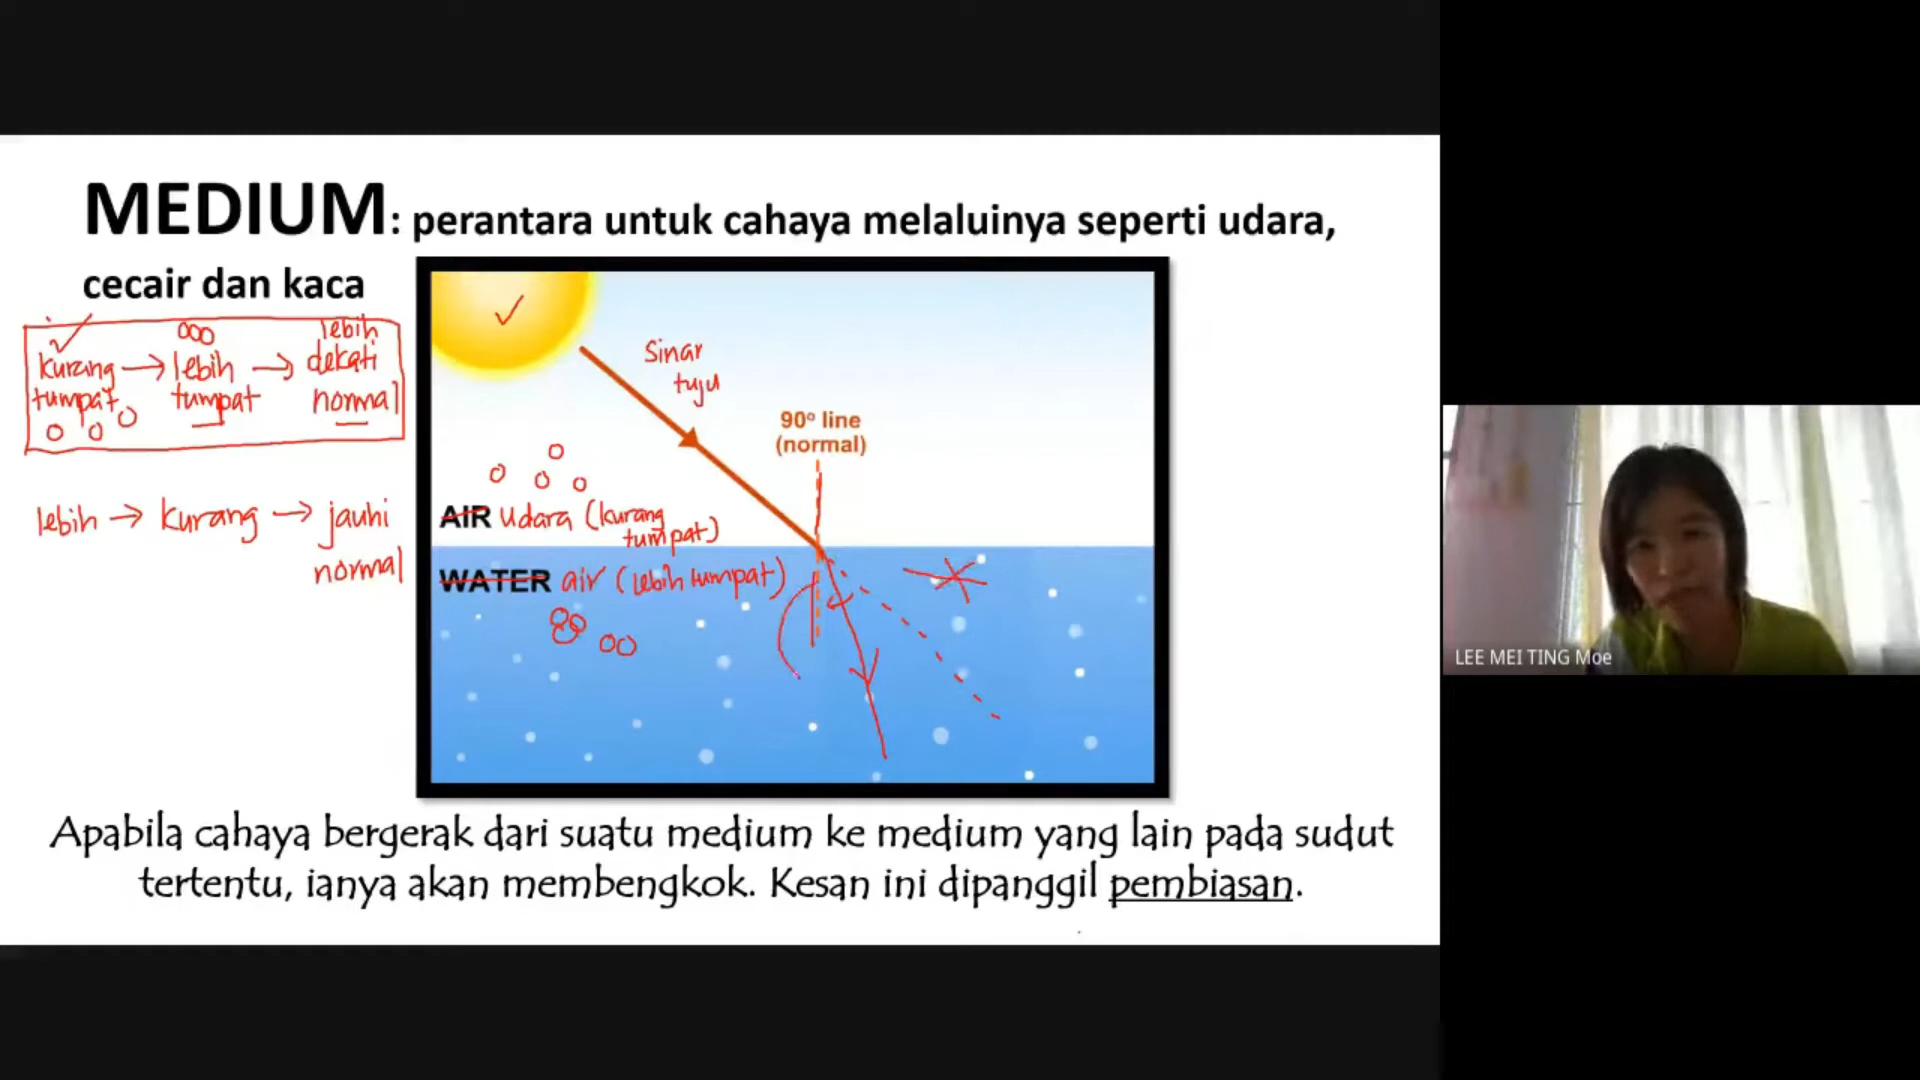 MEDIUM: perantara untuk cahaya melaluinya seperti udara,
cecair dan kaca
kurang → lebih → lebih
tumpat tumpat dekati
normal
lebih → kurang → jauhi
normal
Sinar
tuju
90° line
(normal)
AIR udara (kurang
tumpat)
WATER air (lebih tumpat)
Apabila cahaya bergerak dari suatu medium ke medium yang lain pada sudut
tertentu, ianya akan membengkok. Kesan ini dipanggil pembiasan.
LEE MEI TING Moe